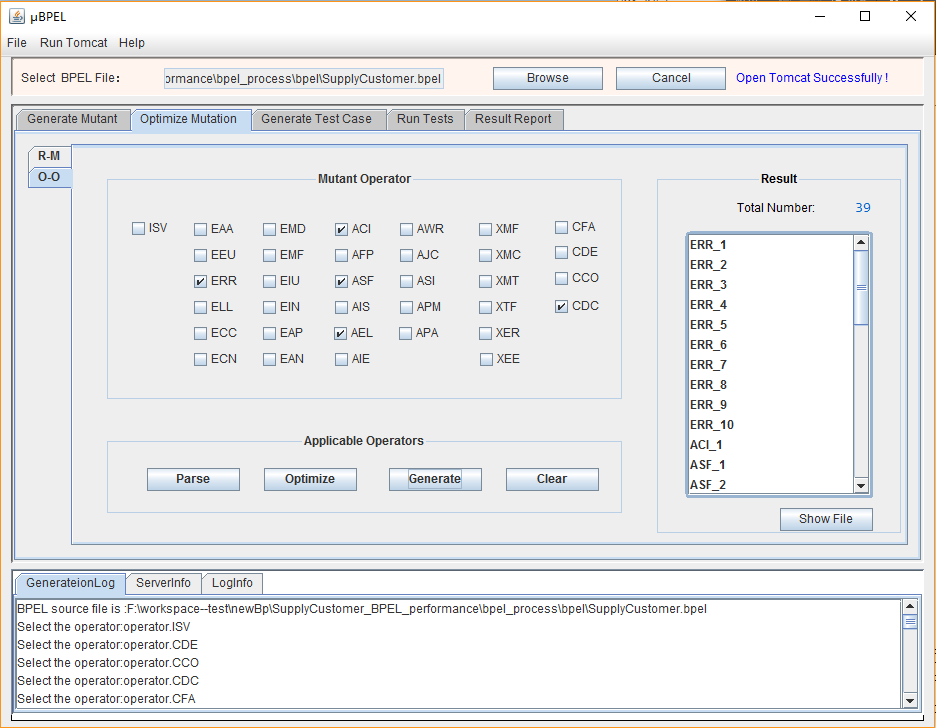 µBPEL
File Run Tomcat Help
Select BPEL File: ormance\bpel_process\bpel\SupplyCustomer.bpel Browse Cancel Open Tomcat Successfully !
Generate Mutant Optimize Mutation Generate Test Case Run Tests Result Report
R-M
O-O
Mutant Operator
ISV EAA EMD ACI AWR XMF CFA
EEU EMF AFP AJC XMC CDE
ERR EIU ASF ASI XMT CCO
ELL EIN AIS APM XTF CDC
ECC EAP AEL APA XER
ECN EAN AIE XEE
Applicable Operators
Parse Optimize Generate Clear
Result
Total Number: 39
ERR_1
ERR_2
ERR_3
ERR_4
ERR_5
ERR_6
ERR_7
ERR_8
ERR_9
ERR_10
ACI_1
ASF_1
ASF_2
Show File
GenerateionLog ServerInfo LogInfo
BPEL source file is :F:\workspace--test\newBp\SupplyCustomer_BPEL_performance\bpel_process\bpel\SupplyCustomer.bpel
Select the operator:operator.ISV
Select the operator:operator.CDE
Select the operator:operator.CCO
Select the operator:operator.CDC
Select the operator:operator.CFA